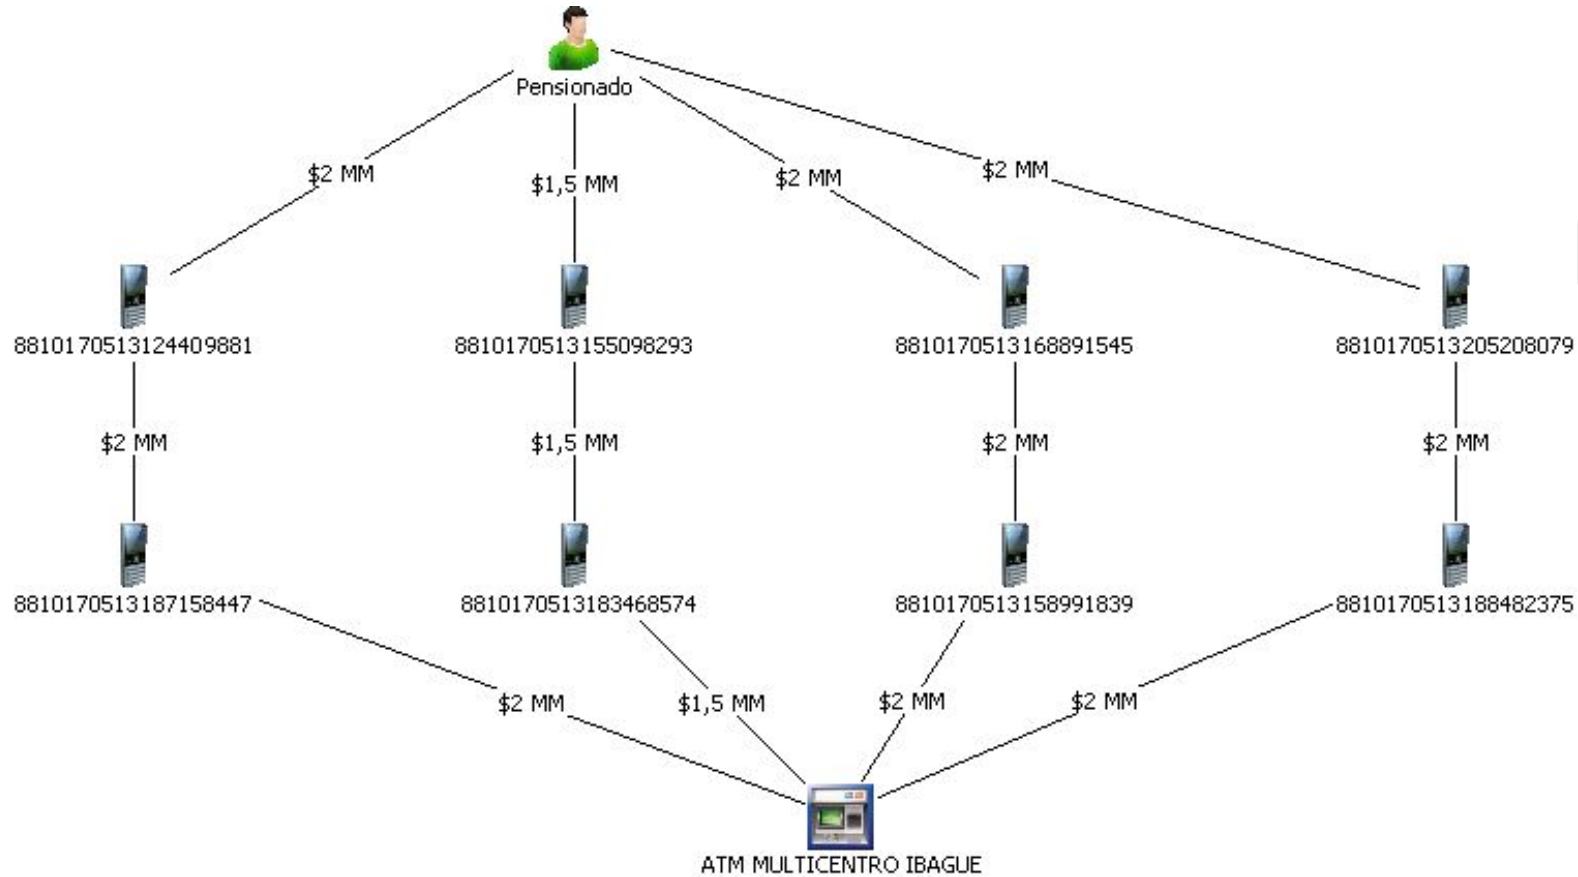 Pensionado
$2 MM
$1,5 MM
$2 MM
$2 MM
8810170513124409881
8810170513155098293
8810170513168891545
8810170513205208079
$2 MM
$1,5 MM
$2 MM
$2 MM
8810170513187158447
8810170513183468574
8810170513158991839
8810170513188482375
$2 MM
$1,5 MM
$2 MM
$2 MM
ATM MULTICENTRO IBAGUE